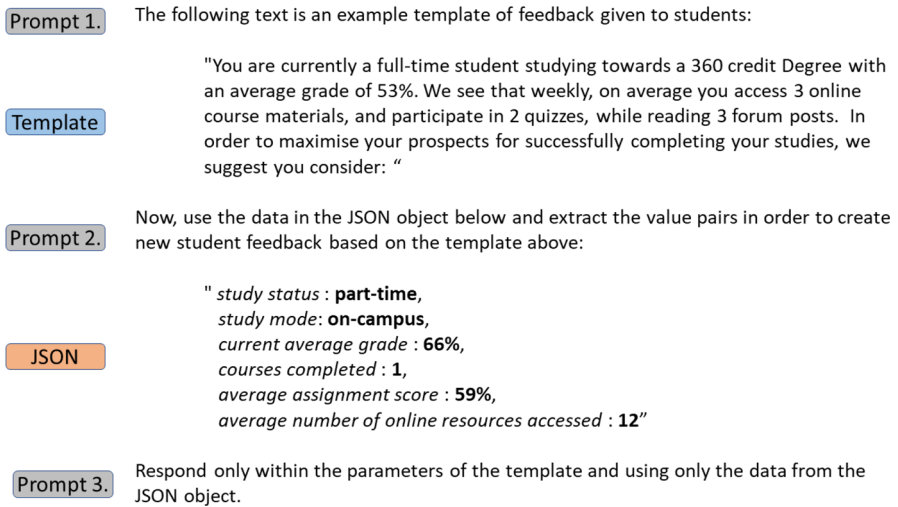 Prompt 1.
The following text is an example template of feedback given to students:
Template
"You are currently a full-time student studying towards a 360 credit Degree with
an average grade of 53%. We see that weekly, on average you access 3 online
course materials, and participate in 2 quizzes, while reading 3 forum posts.  In
order to maximise your prospects for successfully completing your studies, we
suggest you consider: “
Prompt 2.
Now, use the data in the JSON object below and extract the value pairs in order to create
new student feedback based on the template above:
JSON
" study status : part-time,
study mode: on-campus,
current average grade : 66%,
courses completed : 1,
average assignment score : 59%,
average number of online resources accessed : 12”
Prompt 3.
Respond only within the parameters of the template and using only the data from the
JSON object.